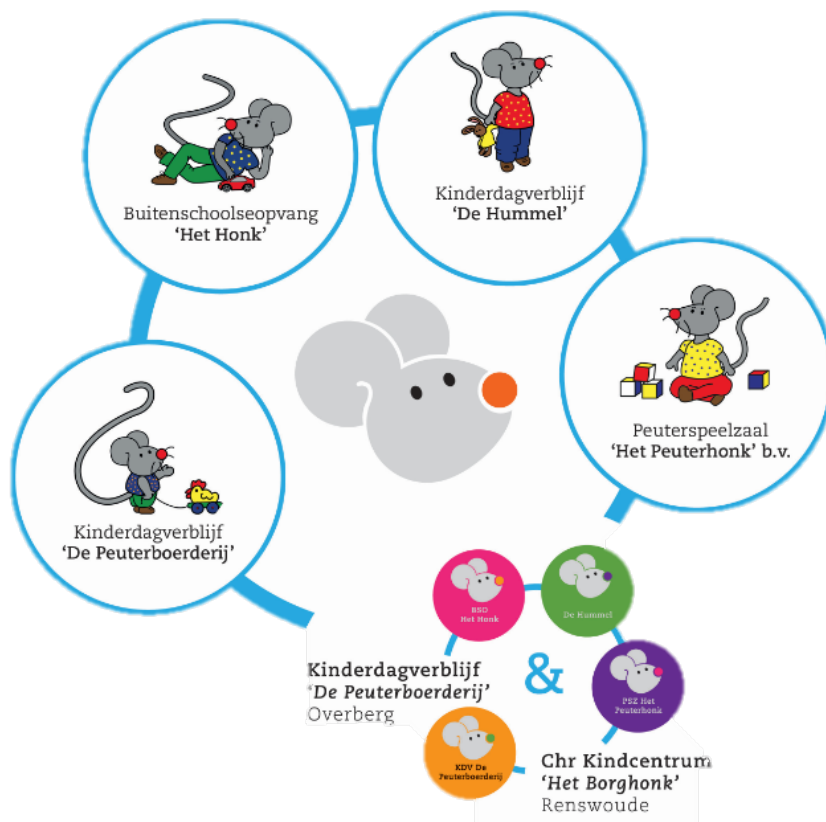 Buitenschoolseopvang
‘Het Honk’
Kinderdagverblijf
‘De Hummel’
Peuterspeelzaal
‘Het Peuterhonk’ b.v.
Kinderdagverblijf
‘De Peuterboerderij’
BSO
Het Honk
De Hummel
PSZ Het
Peuterhonk
KDV De
Peuterboerderij
Kinderdagverblijf
‘De Peuterboerderij’
Overberg
&
Chr Kindcentrum
‘Het Borghonk’
Renswoude